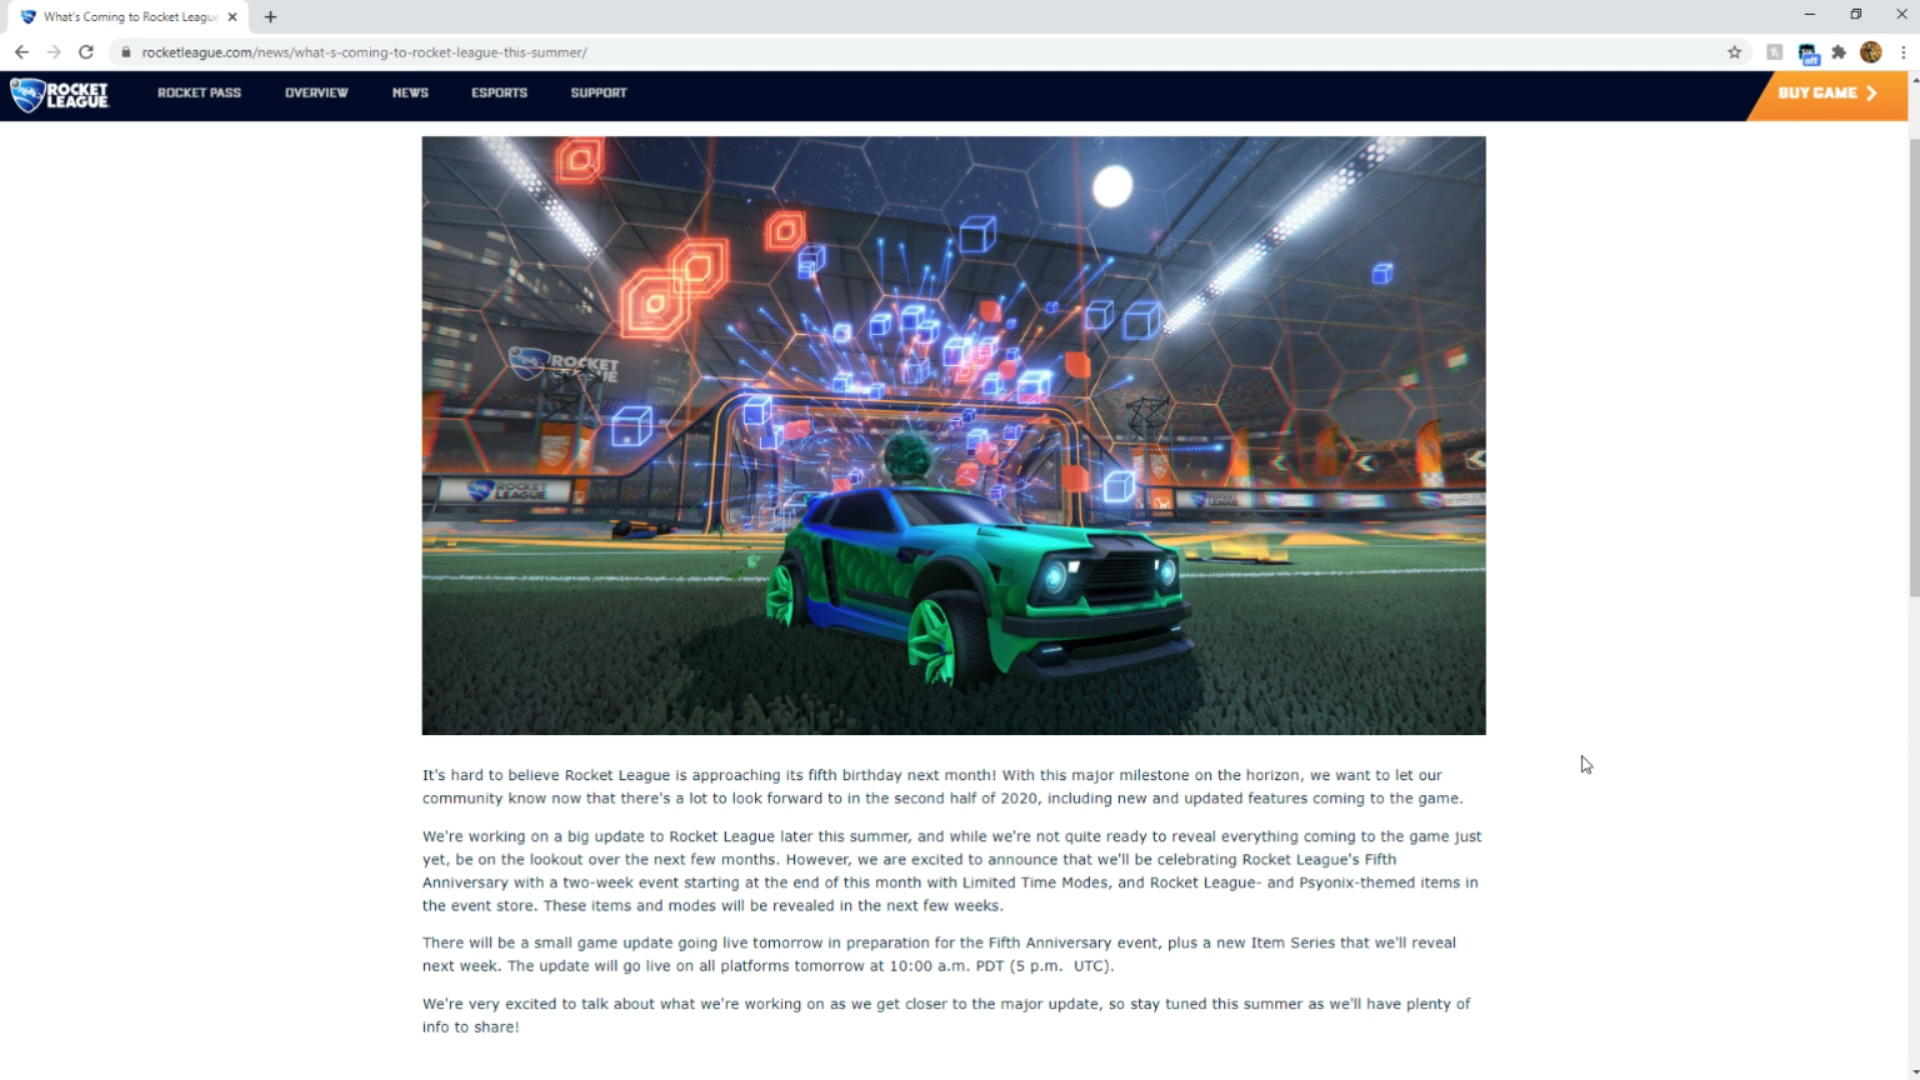 What's Coming to Rocket League
rocketleague.com/news/what-s-coming-to-rocket-league-this-summer/
off
ROCKET
LEAGUE
ROCKET PASS
OVERVIEW
NEWS
ESPORTS
SUPPORT
BUY GAME
ROCKET
ROCKET
LEAGUE
It's hard to believe Rocket League is approaching its fifth birthday next month! With this major milestone on the horizon, we want to let our
community know now that there's a lot to look forward to in the second half of 2020, including new and updated features coming to the game.
We're working on a big update to Rocket League later this summer, and while we're not quite ready to reveal everything coming to the game just
yet, be on the lookout over the next few months. However, we are excited to announce that we'll be celebrating Rocket League's Fifth
Anniversary with a two-week event starting at the end of this month with Limited Time Modes, and Rocket League- and Psyonix-themed items in
the event store. These items and modes will be revealed in the next few weeks.
There will be a small game update going live tomorrow in preparation for the Fifth Anniversary event, plus a new Item Series that we'll reveal
next week. The update will go live on all platforms tomorrow at 10:00 a.m. PDT (5 p.m. UTC).
We're very excited to talk about what we're working on as we get closer to the major update, so stay tuned this summer as we'll have plenty of
info to share!